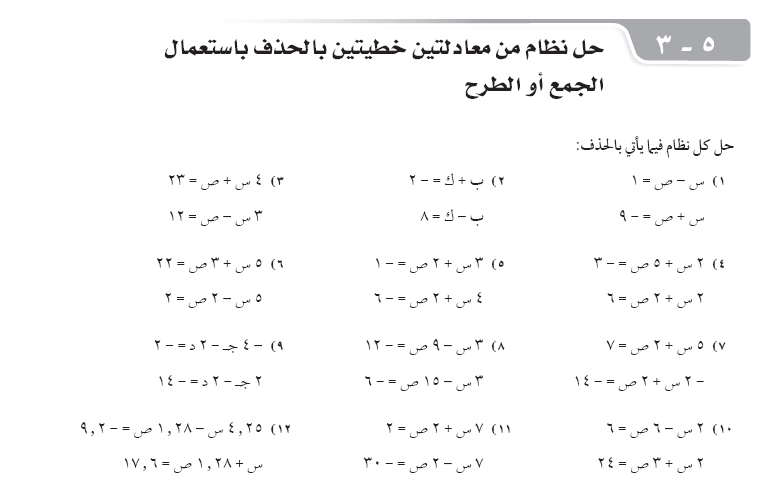 ٥ - ٣
حل نظام من معادلتين خطيتين بالحذف باستعمال
الجمع أو الطرح
حل كل نظام فيما يأتي بالحذف:
١) س – ص = ١ ٢) ب + ك = – ٢ ٣) ٤ س + ص = ٢٣
س + ص = – ٩ ب – ك = ٨ ٣ س – ص = ١٢
٤) ٢ س + ٥ ص = – ٣ ٥) ٣ س + ٢ ص = – ١ ٦) ٥ س + ٣ ص = ٢٢
٢ س + ٢ ص = ٦ ٤ س + ٢ ص = – ٦ ٥ س – ٢ ص = ٢
٧) ٥ س + ٢ ص = ٧ ٨) ٣ س – ٩ ص = – ١٢ ٩) – ٤ جـ – ٢ د = – ٢
– ٢ س + ٢ ص = – ١٤ ٣ س – ١٥ ص = – ٦ ٢ جـ – ٢ د = – ١٤
١٠) ٢ س – ٦ ص = ٦ ١١) ٧ س + ٢ ص = ٢ ١٢) ٤,٢٥ س – ١,٢٨ ص = – ٩,٢
٢ س + ٣ ص = ٢٤ ٧ س – ٢ ص = – ٣٠ س + ١,٢٨ ص = ١٧,٦